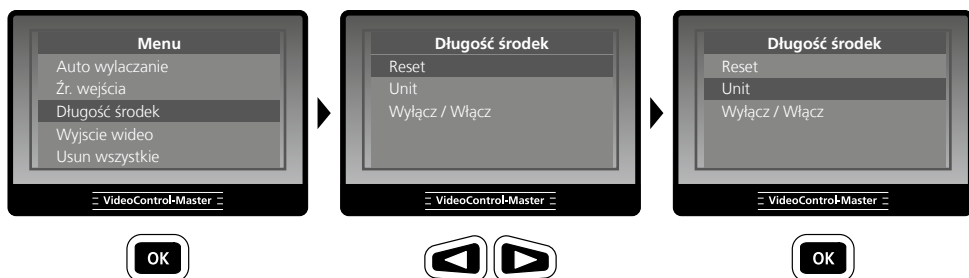 Menu
Auto wylaczanie
Źr. wejścia
Długość środek
Wyjscie wideo
Usun wszystkie
VideoControl-Master
OK
Długość środek
Reset
Unit
Wyłącz / Włącz
VideoControl-Master
Długość środek
Reset
Unit
Wyłącz / Włącz
VideoControl-Master
OK